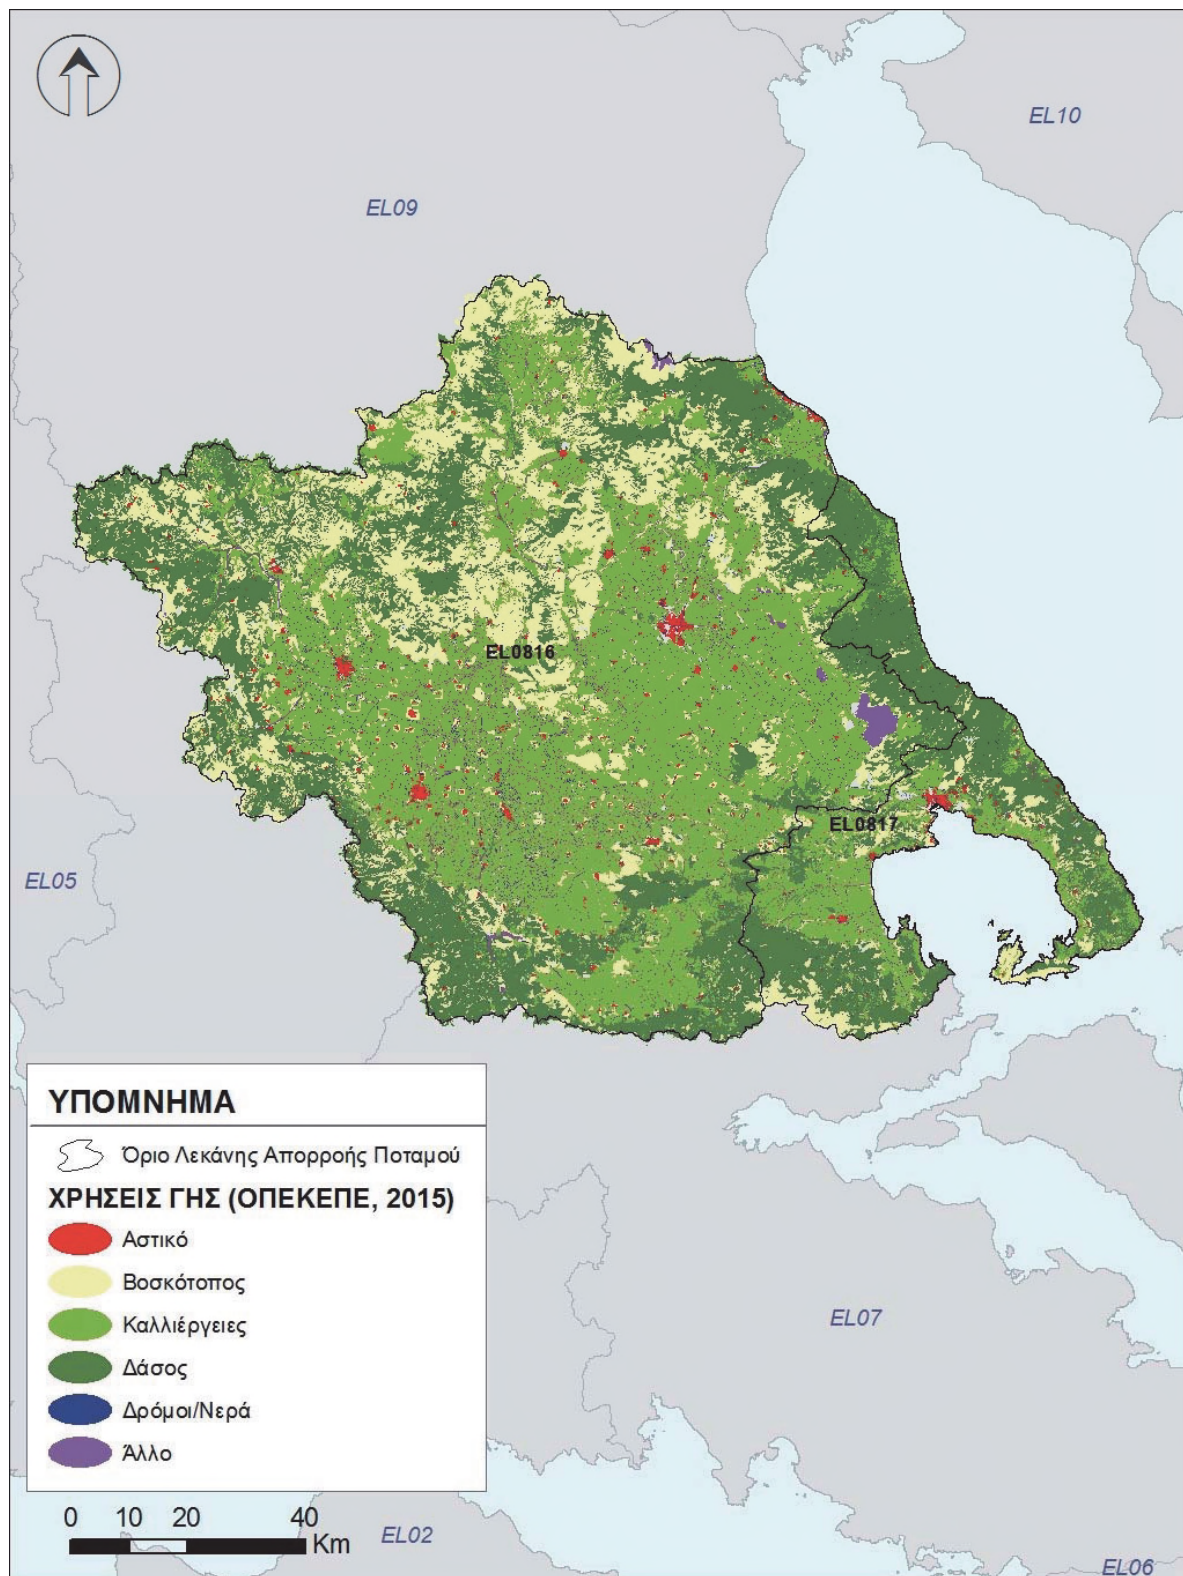 EL10
EL09
EL0816
EL0817
EL05
ΥΠΟΜΝΗΜΑ
Όριο Λεκάνης Απορροής Ποταμού
ΧΡΗΣΕΙΣ ΓΗΣ (ΟΠΕΚΕΠΕ, 2015)
Αστικό
Βοσκότοπος
Καλλιέργειες
Δάσος
Δρόμοι/Νερά
Άλλο
EL07
0 10 20 40
Km
EL02
EL06